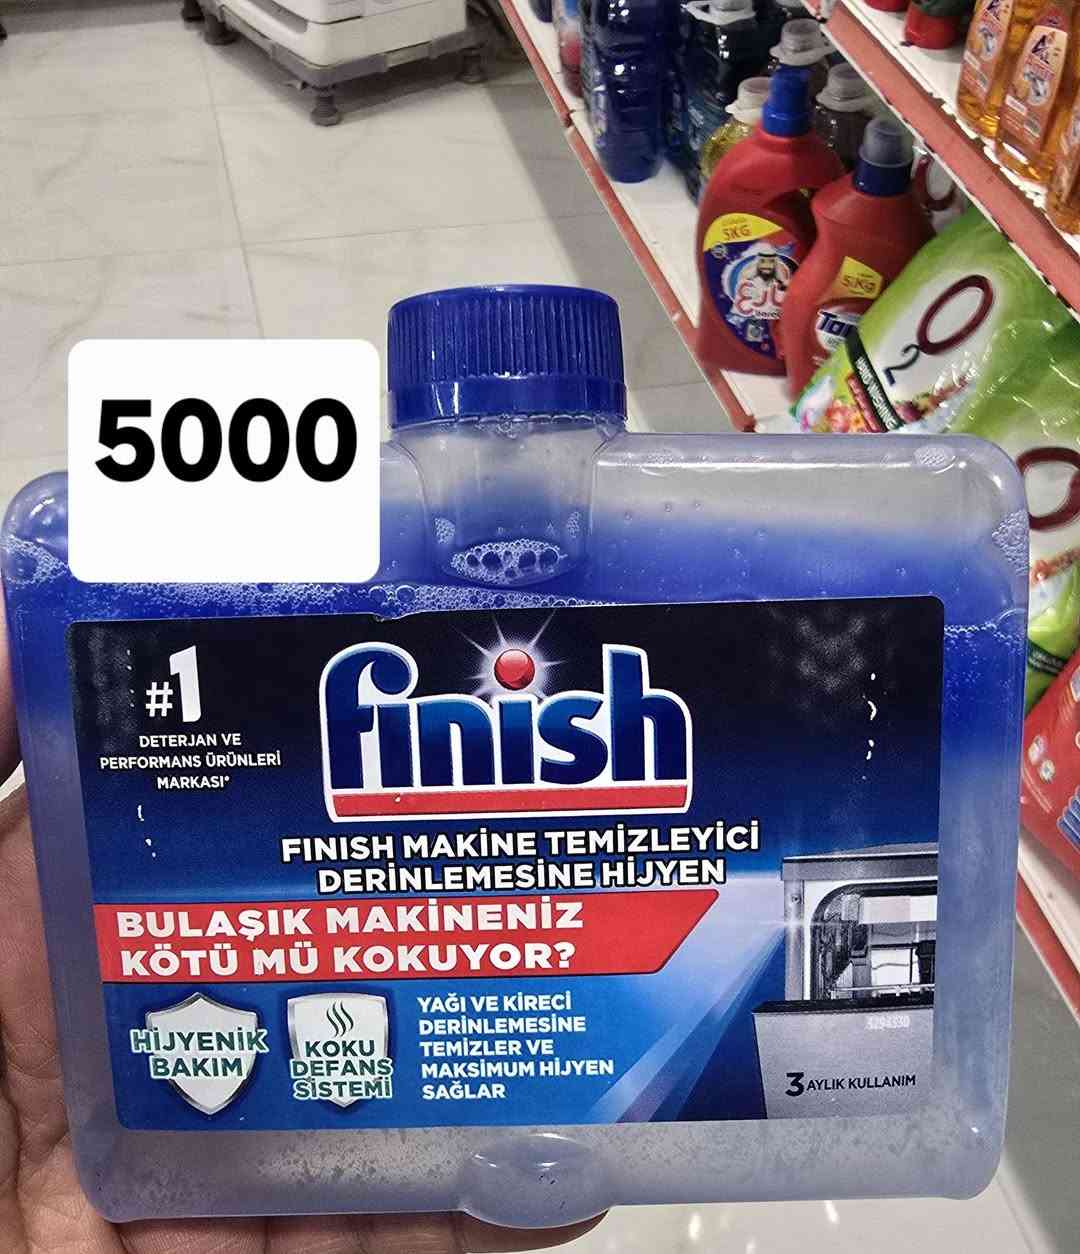 5000
#1
DETERJAN VE
PERFORMANS ÜRÜNLERİ
MARKASI*
finish
FINISH MAKİNE TEMİZLEYİCİ
DERİNLEMESİNE HİJYEN
BULAŞIK MAKİNENİZ
KÖTÜ MÜ KOKUYOR?
HİJYENİK
BAKIM
KOKU
DEFANS
SİSTEMİ
YAĞI VE KİRECİ
DERİNLEMESİNE
TEMİZLER VE
MAKSİMUM HİJYEN
SAĞLAR
3 AYLIK KULLANIM
5KG
5Kg
O2